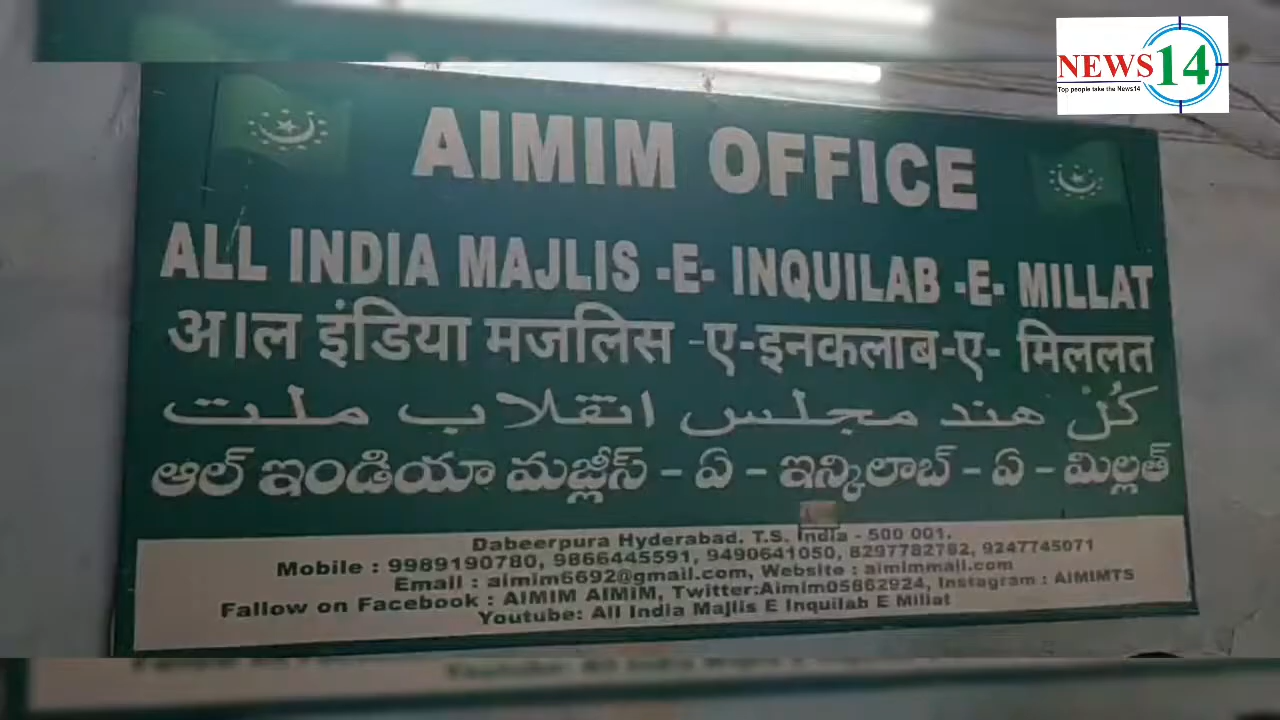 NEWS14
Top people take the News14
AIMIM OFFICE
ALL INDIA MAJLIS -E- INQUILAB -E- MILLAT
अाल इंडिया मजलिस -ए-इनकलाब-ए- मिललत
كُل هند مجلس انقلاب ملت
ఆల్ ఇండియా మజ్లీస్ - ఏ - ఇన్కిలాబ్ - ఏ - మిల్లత్
Dabeerpura Hyderabad. T.S. India - 500 001.
Mobile : 9989190780, 9866445591, 9490641050, 8297782782, 9247745071
Email : aimim6692@gmail.com, Website : aimimmail.com
Fallow on Facebook : AIMIM AIMIM, Twitter:Aimim05862924, Instagram : AIMIMTS
Youtube: All India Majlis E Inquilab E Millat